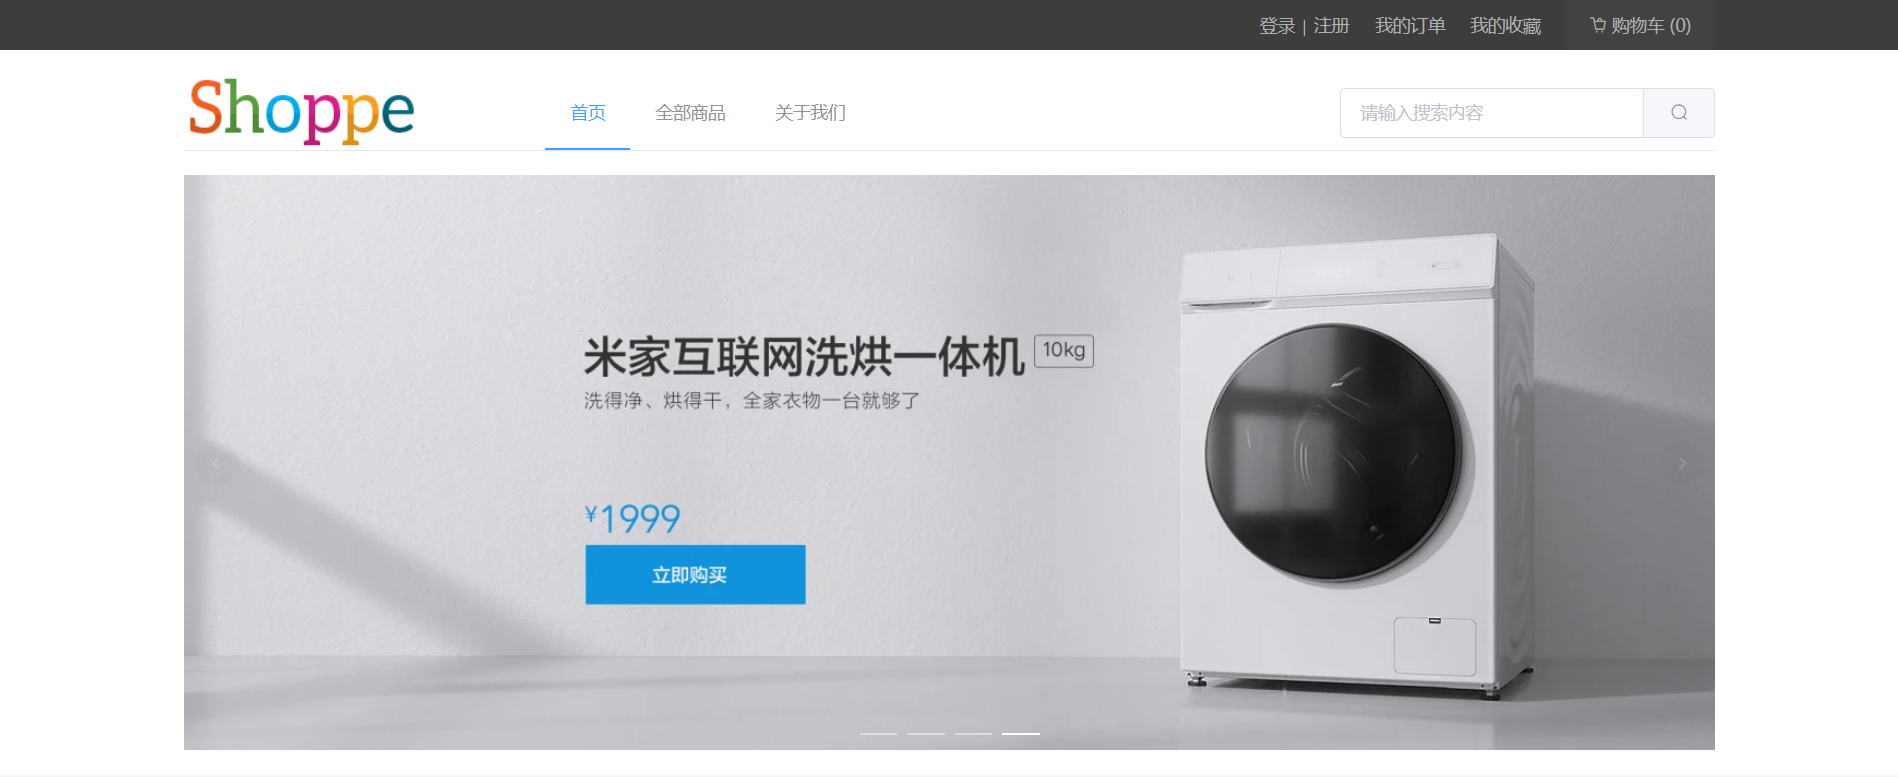 登录 | 注册 我的订单 我的收藏 购物车 (0)
Shoppe 首页 全部商品 关于我们 请输入搜索内容
米家互联网洗烘一体机 10kg
洗得净、烘得干，全家衣物一台就够了
¥1999
立即购买